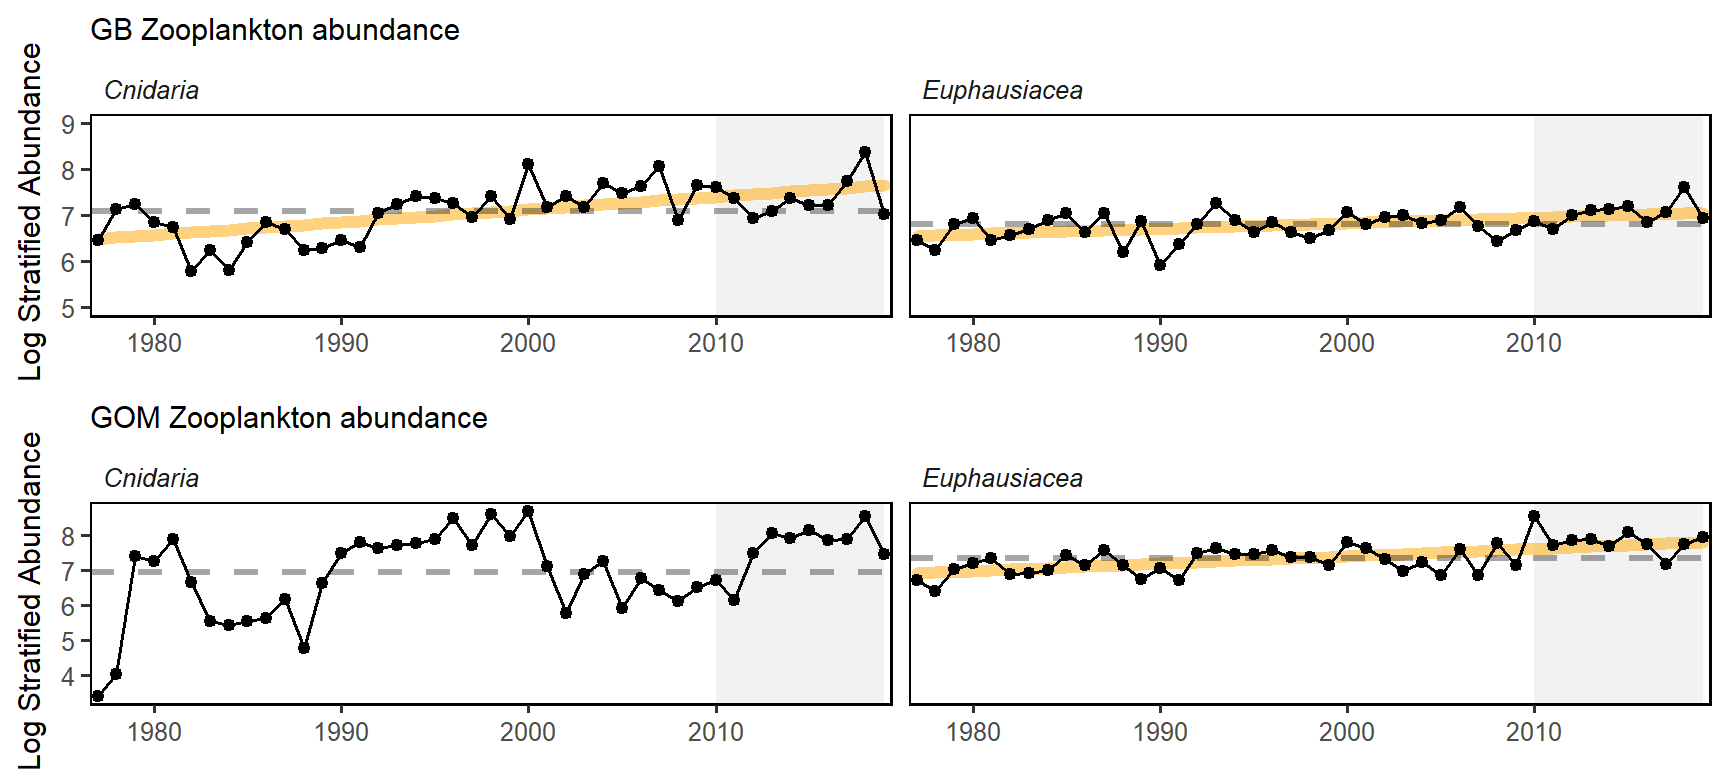 GB Zooplankton abundance
Cnidaria
Euphausiacea
Log Stratified Abundance
9
8
7
6
5
1980 1990 2000 2010
1980 1990 2000 2010
GOM Zooplankton abundance
Cnidaria
Euphausiacea
Log Stratified Abundance
8
7
6
5
4
1980 1990 2000 2010
1980 1990 2000 2010